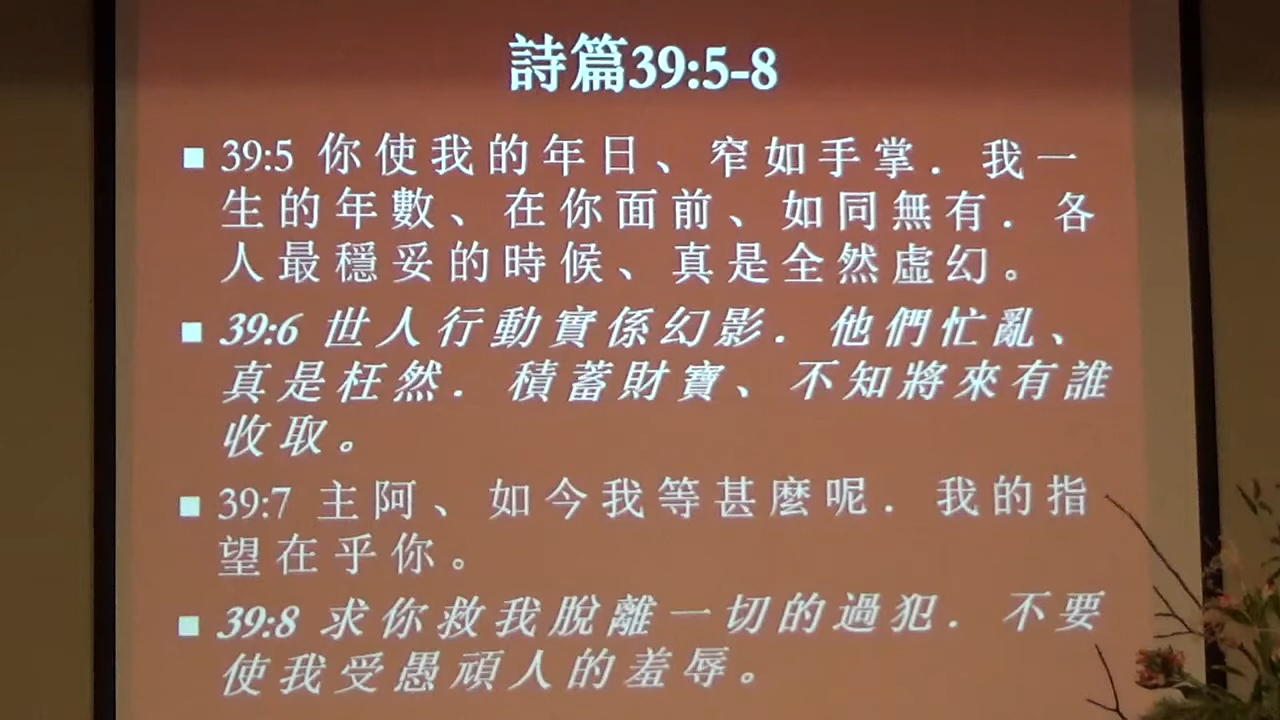 詩篇39:5-8
■ 39:5 你使我的年日、窄如手掌．我一
生的年數、在你面前、如同無有．各
人最穩妥的時候、真是全然虛幻。
■ 39:6 世人行動實係幻影．他們忙亂、
真是枉然．積蓄財寶、不知將來有誰
收取。
■ 39:7 主阿、如今我等甚麼呢．我的指
望在乎你。
■ 39:8 求你救我脫離一切的過犯．不要
使我受愚頑人的羞辱。